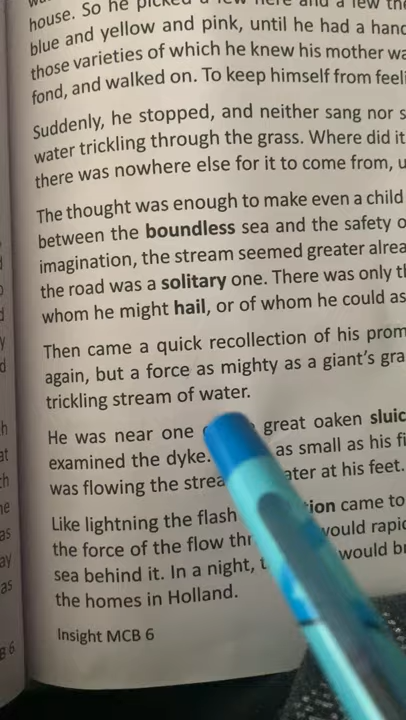 house. So he picked a few here and a few
blue and yellow and pink, until he had a hand
those varieties of which he knew his mother wa
fond, and walked on. To keep himself from feeli
Suddenly, he stopped, and neither sang nor s
water trickling through the grass. Where did it
there was nowhere else for it to come from, u
The thought was enough to make even a child
between the boundless sea and the safety o
imagination, the stream seemed greater alrea
the road was a solitary one. There was only th
whom he might hail, or of whom he could as
Then came a quick recollection of his prom
again, but a force as mighty as a giant's gra
trickling stream of water.
He was near one great oaken sluic
examined the dyke. as small as his fi
was flowing the strea ater at his feet.
Like lightning the flash tion came to
the force of the flow thr would rapid
sea behind it. In a night, t would br
the homes in Holland.
Insight MCB 6